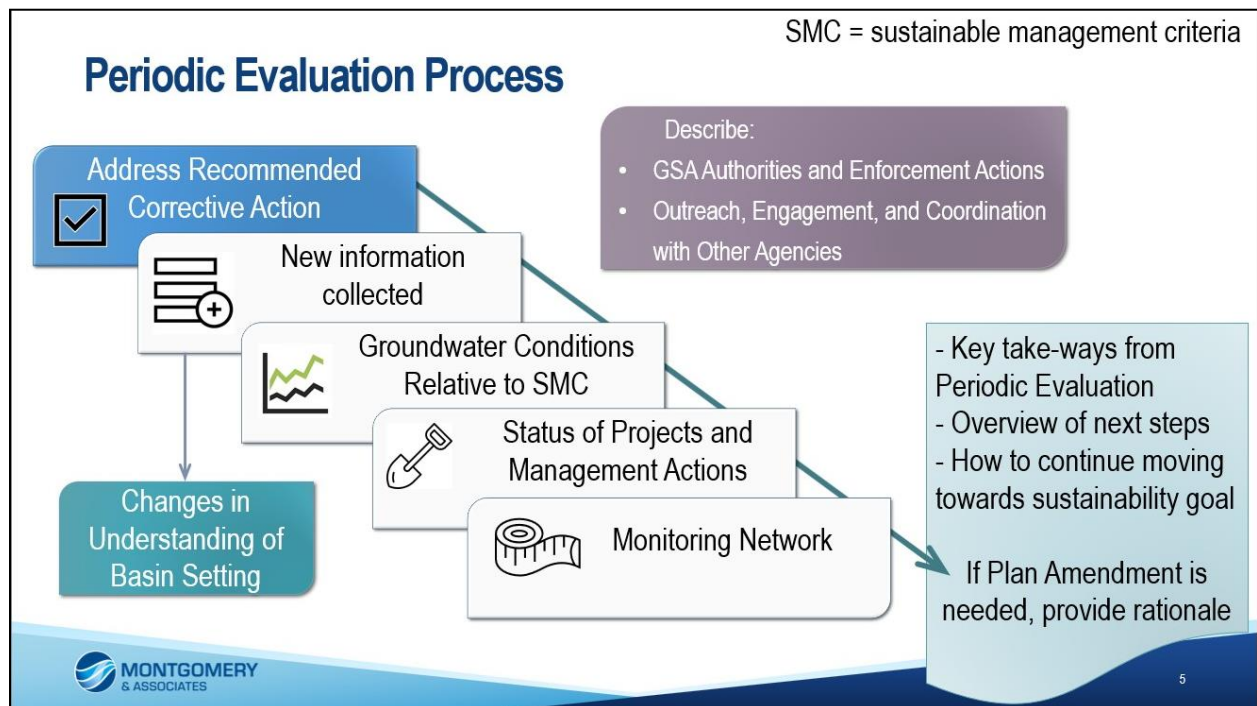 SMC = sustainable management criteria
Periodic Evaluation Process
Address Recommended
Corrective Action
New information
collected
Groundwater Conditions
Relative to SMC
Status of Projects and
Management Actions
Monitoring Network
Changes in
Understanding of
Basin Setting
Describe:
• GSA Authorities and Enforcement Actions
• Outreach, Engagement, and Coordination
with Other Agencies
- Key take-ways from
Periodic Evaluation
- Overview of next steps
- How to continue moving
towards sustainability goal
If Plan Amendment is
needed, provide rationale
MONTGOMERY
& ASSOCIATES
5